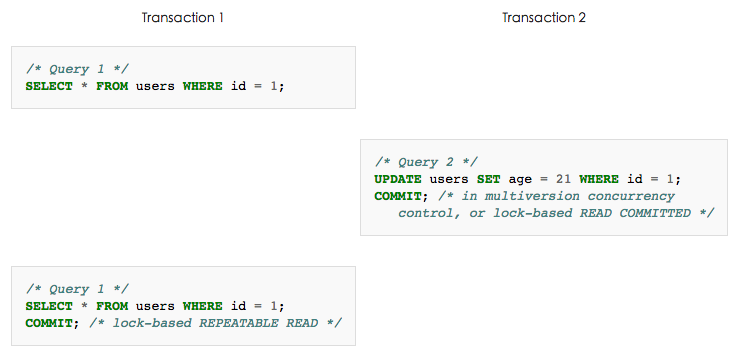 Transaction 1
Transaction 2
/* Query 1 */
SELECT * FROM users WHERE id = 1;
/* Query 2 */
UPDATE users SET age = 21 WHERE id = 1;
COMMIT; /* in multiversion concurrency
control, or lock-based READ COMMITTED */
/* Query 1 */
SELECT * FROM users WHERE id = 1;
COMMIT; /* lock-based REPEATABLE READ */